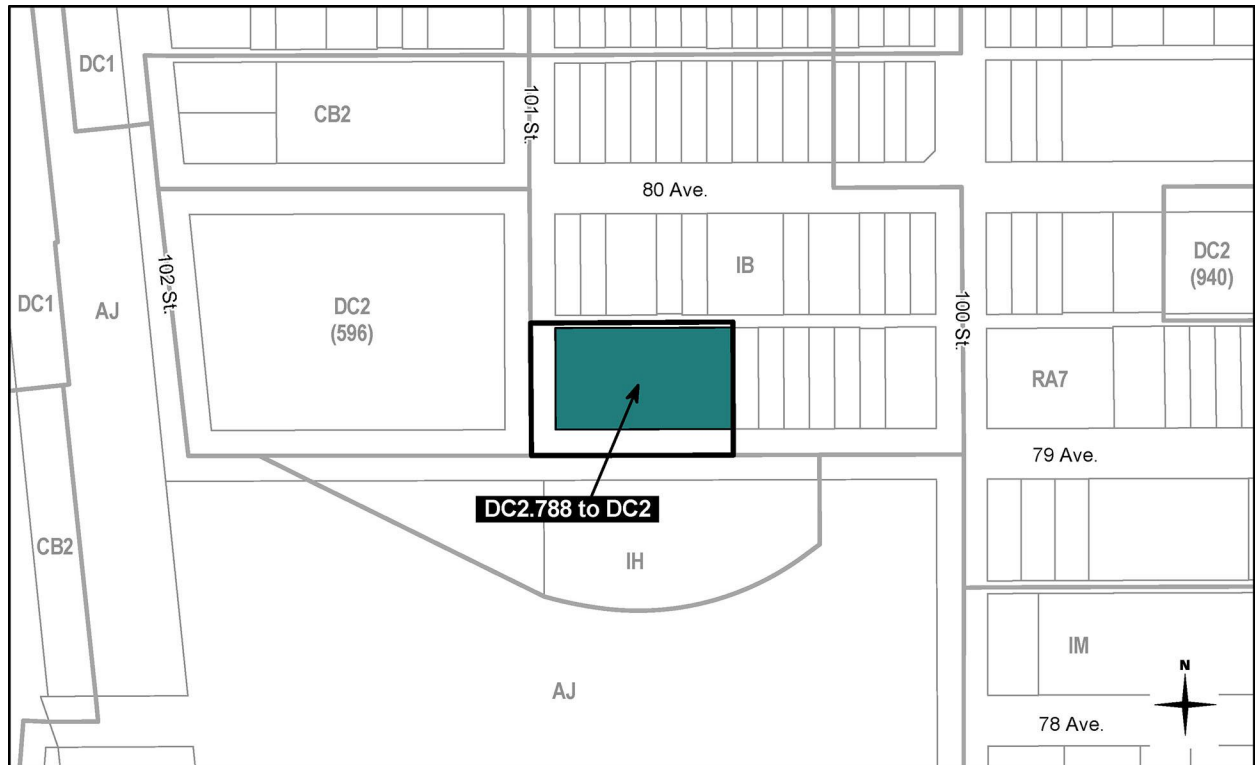 DC1
CB2
101 St.
80 Ave.
DC2
(940)
IB
102 St.
DC1
AJ
DC2
(596)
100 St.
RA7
79 Ave.
DC2.788 to DC2
CB2
IH
IM
N
AJ
78 Ave.